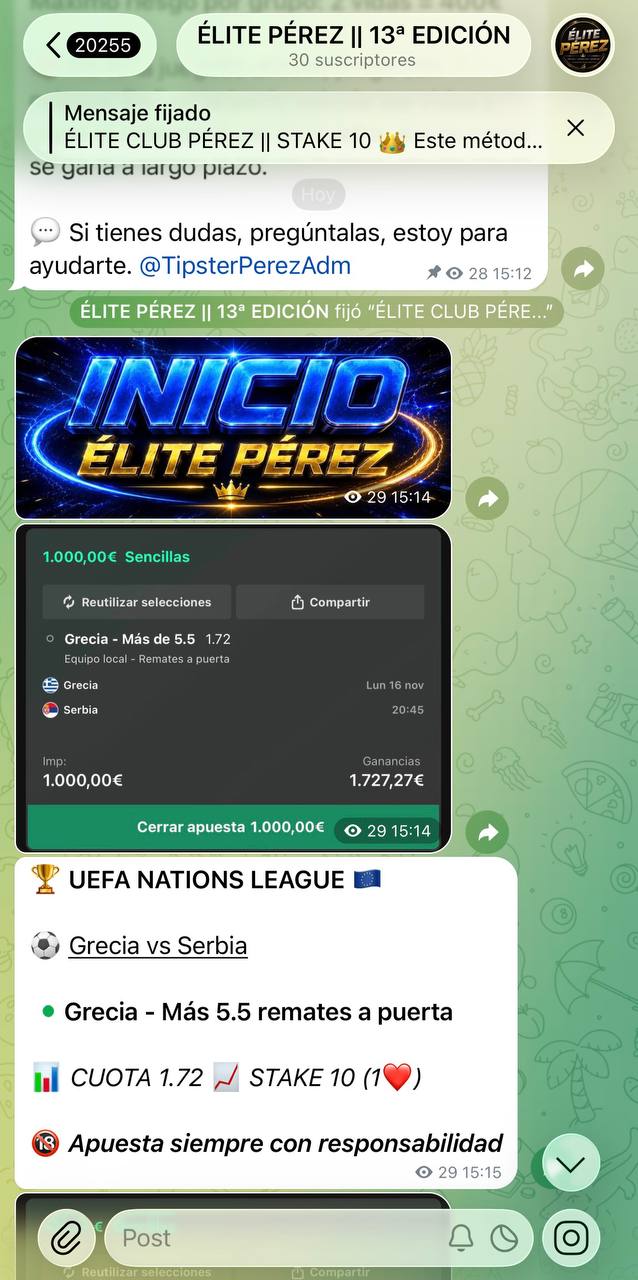 20255
ÉLITE PÉREZ || 13ª EDICIÓN
30 suscriptores
ÉLITE PÉREZ
Mensaje fijado
ÉLITE CLUB PÉREZ || STAKE 10 👑 Este métod...
se gana a largo plazo.
Hoy
💬 Si tienes dudas, pregúntalas, estoy para
ayudarte. @TipsterPerezAdm
28 15:12
ÉLITE PÉREZ || 13ª EDICIÓN fijó “ÉLITE CLUB PÉRE...”
INICIO
ÉLITE PÉREZ
29 15:14
1.000,00€ Sencillas
Reutilizar selecciones
Compartir
Grecia - Más de 5.5 1.72
Equipo local - Remates a puerta
Grecia
Lun 16 nov
Serbia
20:45
Imp:
Ganancias
1.000,00€
1.727,27€
Cerrar apuesta 1.000,00€
29 15:14
🏆 UEFA NATIONS LEAGUE 🇪🇺
⚽ Grecia vs Serbia
Grecia - Más 5.5 remates a puerta
📊 CUOTA 1.72 📈 STAKE 10 (1❤️)
🔞 Apuesta siempre con responsabilidad
29 15:15
Post
Reutilizar selecciones
Compartir